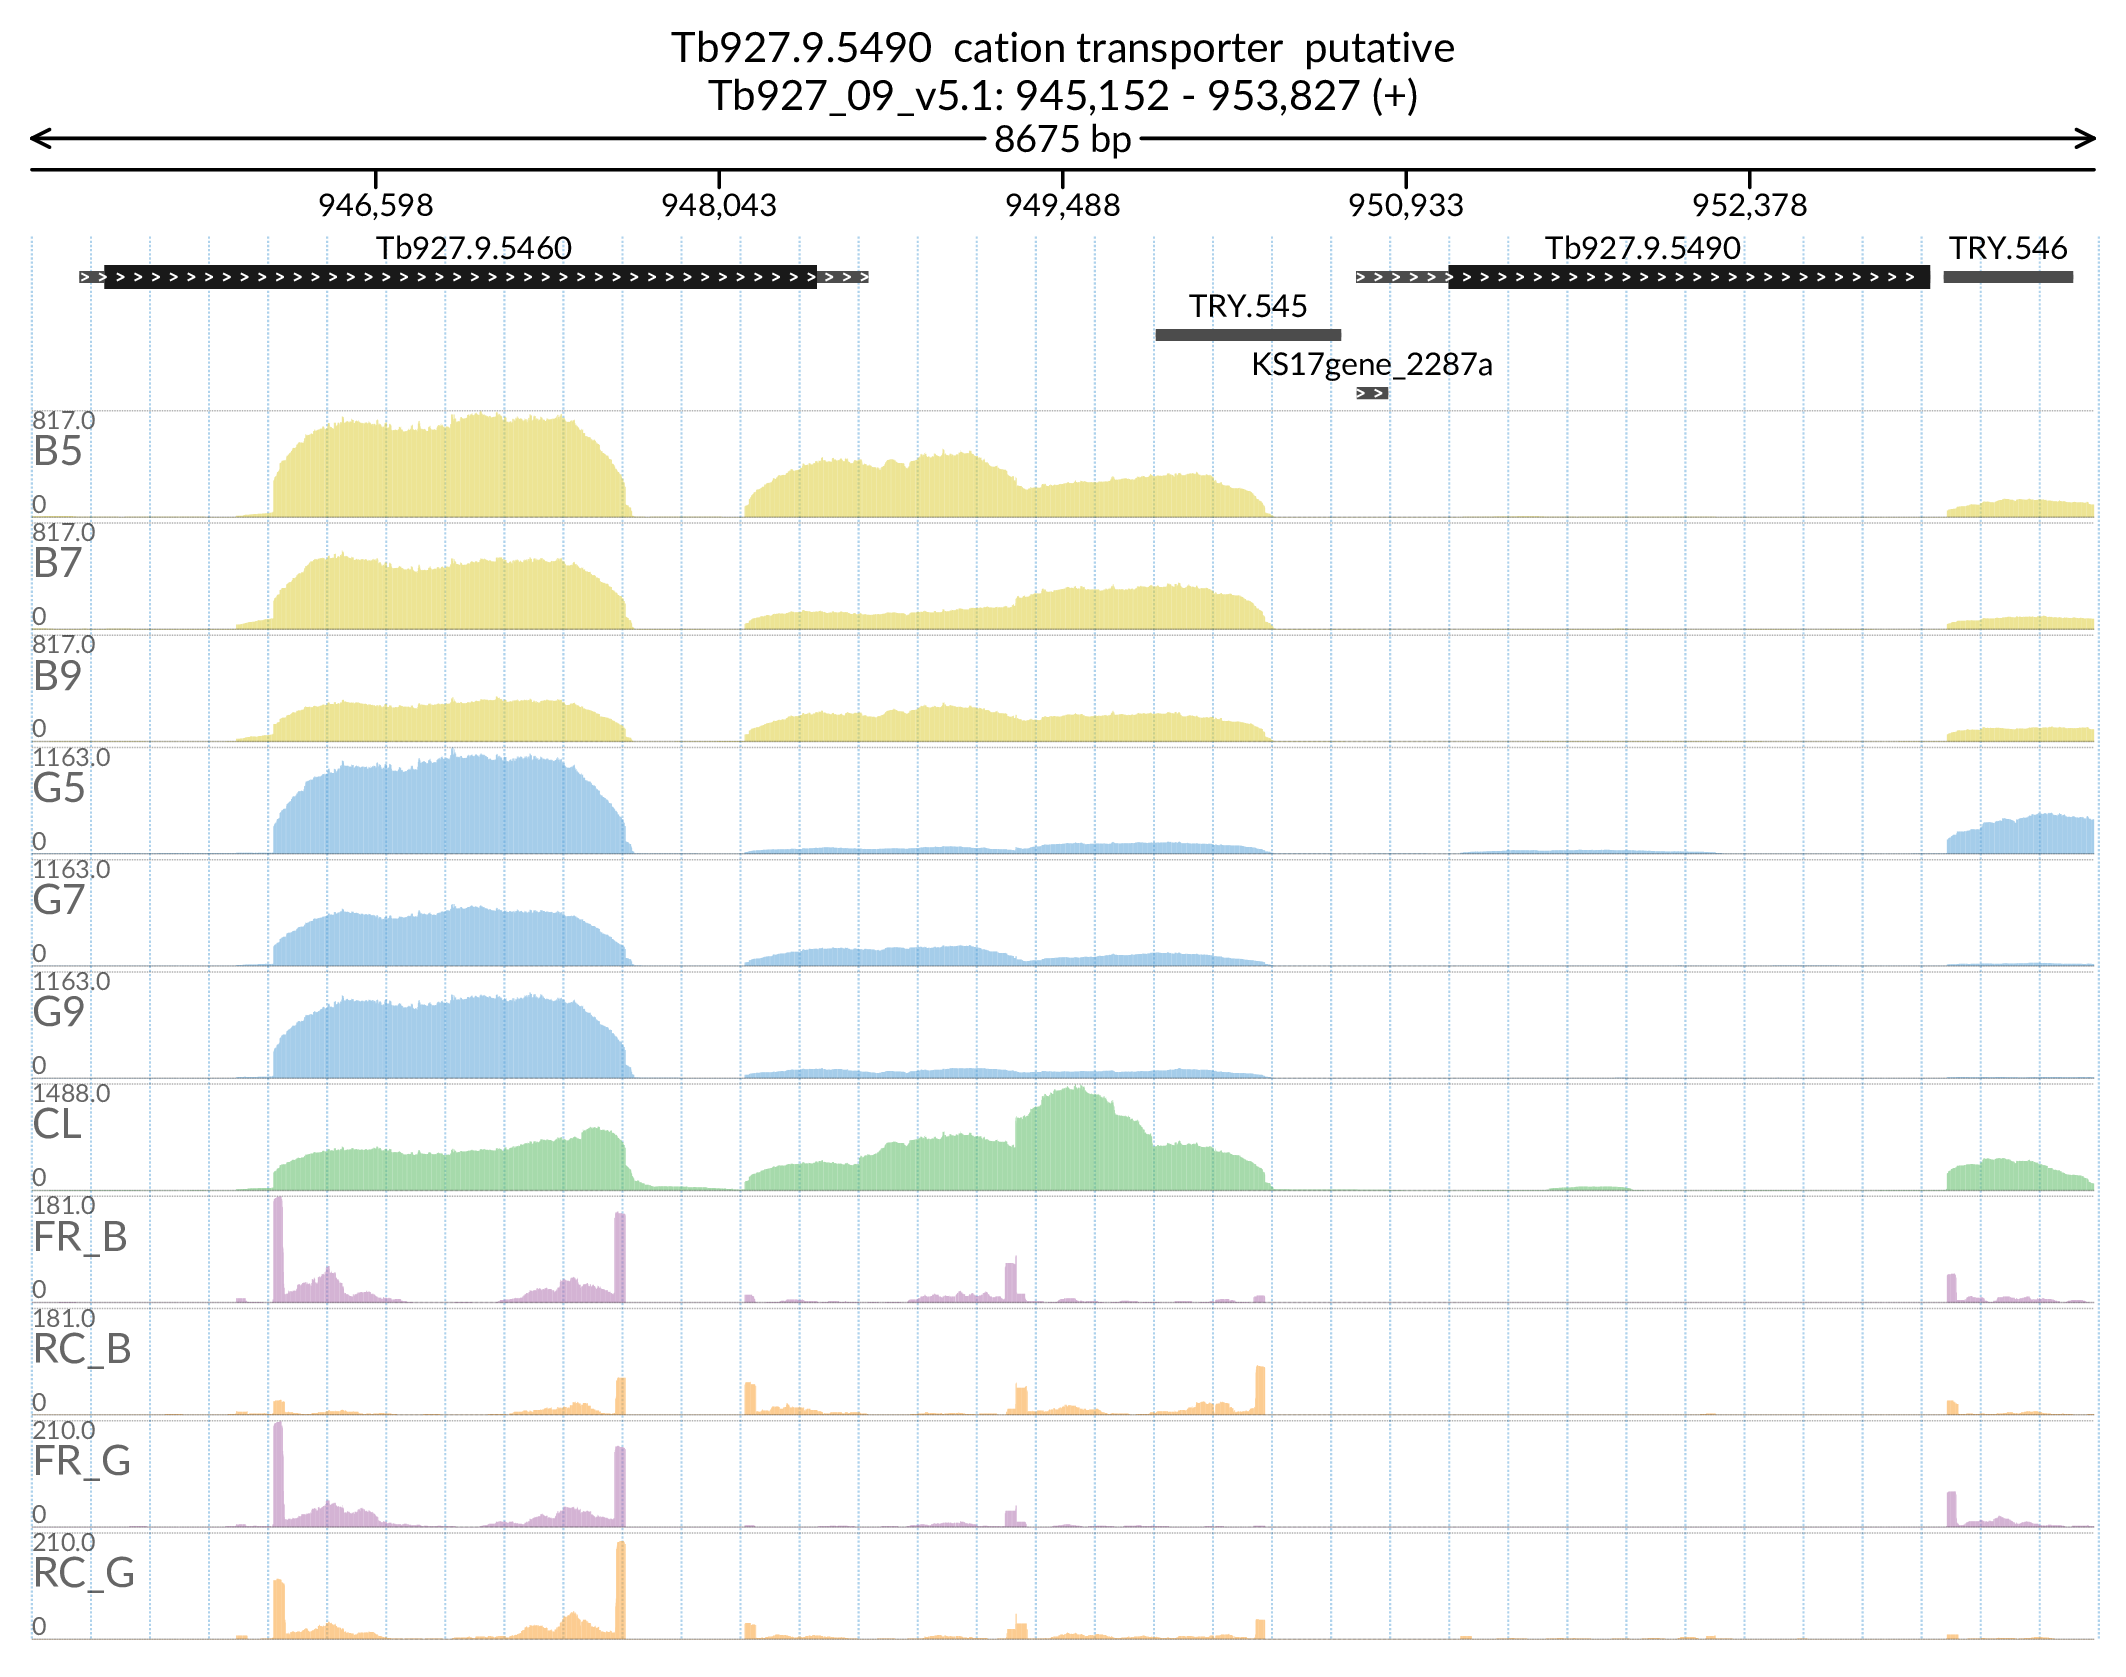 Tb927.9.5490  cation transporter  putative
Tb927_09_v5.1: 945,152 - 953,827 (+)
8675 bp
946,598 948,043 949,488 950,933 952,378
Tb927.9.5460 Tb927.9.5490 TRY.546
TRY.545
KS17gene_2287a
817.0
B5
0
817.0
B7
0
817.0
B9
0
1163.0
G5
0
1163.0
G7
0
1163.0
G9
0
1488.0
CL
0
181.0
FR_B
0
181.0
RC_B
0
210.0
FR_G
0
210.0
RC_G
0